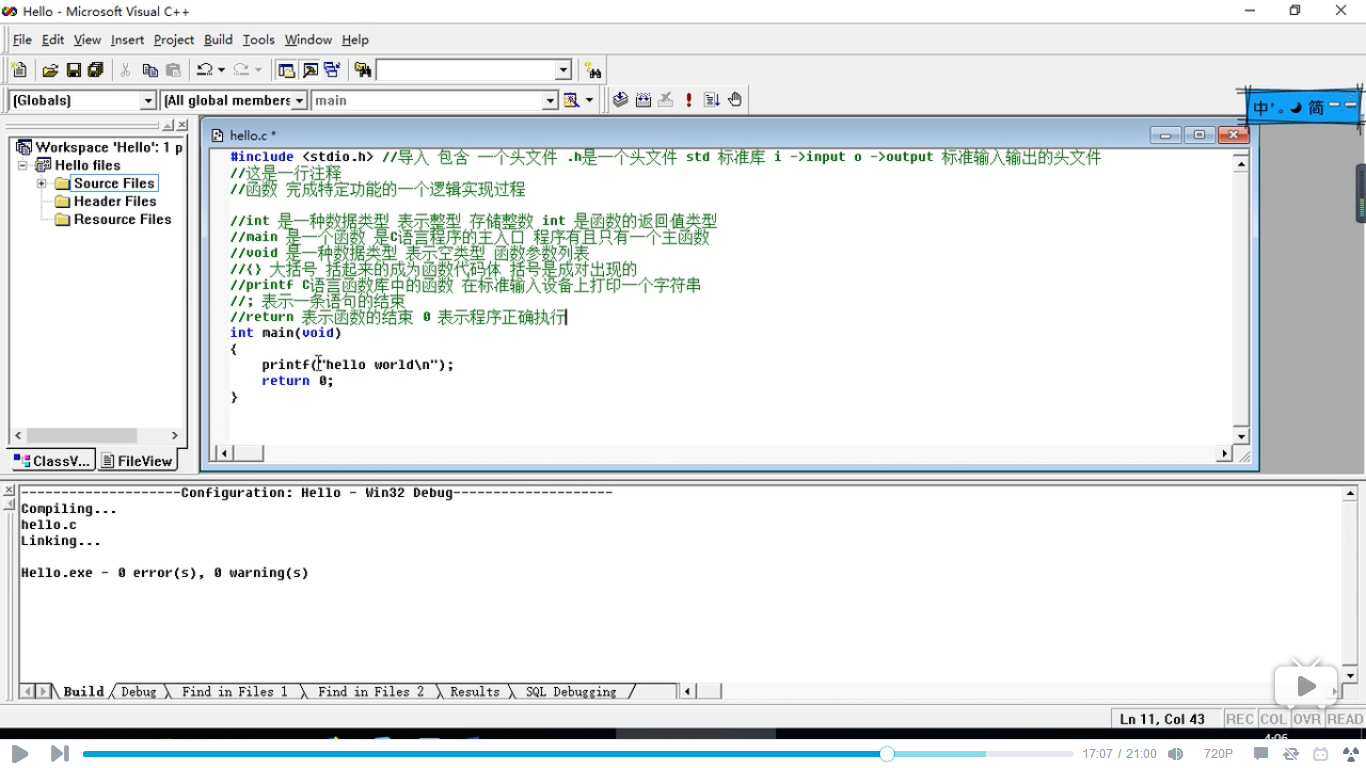 Hello - Microsoft Visual C++
File Edit View Insert Project Build Tools Window Help
(Globals) (All global members main
中 简
hello.c *
Workspace 'Hello': 1 p
Hello files
Source Files
Header Files
Resource Files
ClassV... FileView
#include <stdio.h> //导入 包含 一个头文件 .h是一个头文件 std 标准库 i ->input o ->output 标准输入输出的头文件
//这是一行注释
//函数 完成特定功能的一个逻辑实现过程
//int 是一种数据类型 表示整型 存储整数 int 是函数的返回值类型
//main 是一个函数 是C语言程序的主入口 程序有且只有一个主函数
//void 是一种数据类型 表示空类型 函数参数列表
//{} 大括号 括起来的成为函数代码体 括号是成对出现的
//printf C语言函数库中的函数 在标准输入设备上打印一个字符串
//; 表示一条语句的结束
//return 表示函数的结束 0 表示程序正确执行
int main(void)
{
printf("hello world\n");
return 0;
}
--------------------Configuration: Hello - Win32 Debug--------------------
Compiling...
hello.c
Linking...
Hello.exe - 0 error(s), 0 warning(s)
Build Debug Find in Files 1 Find in Files 2 Results SQL Debugging
Ln 11, Col 43 REC COL OVR READ
17:07 / 21:00 720P